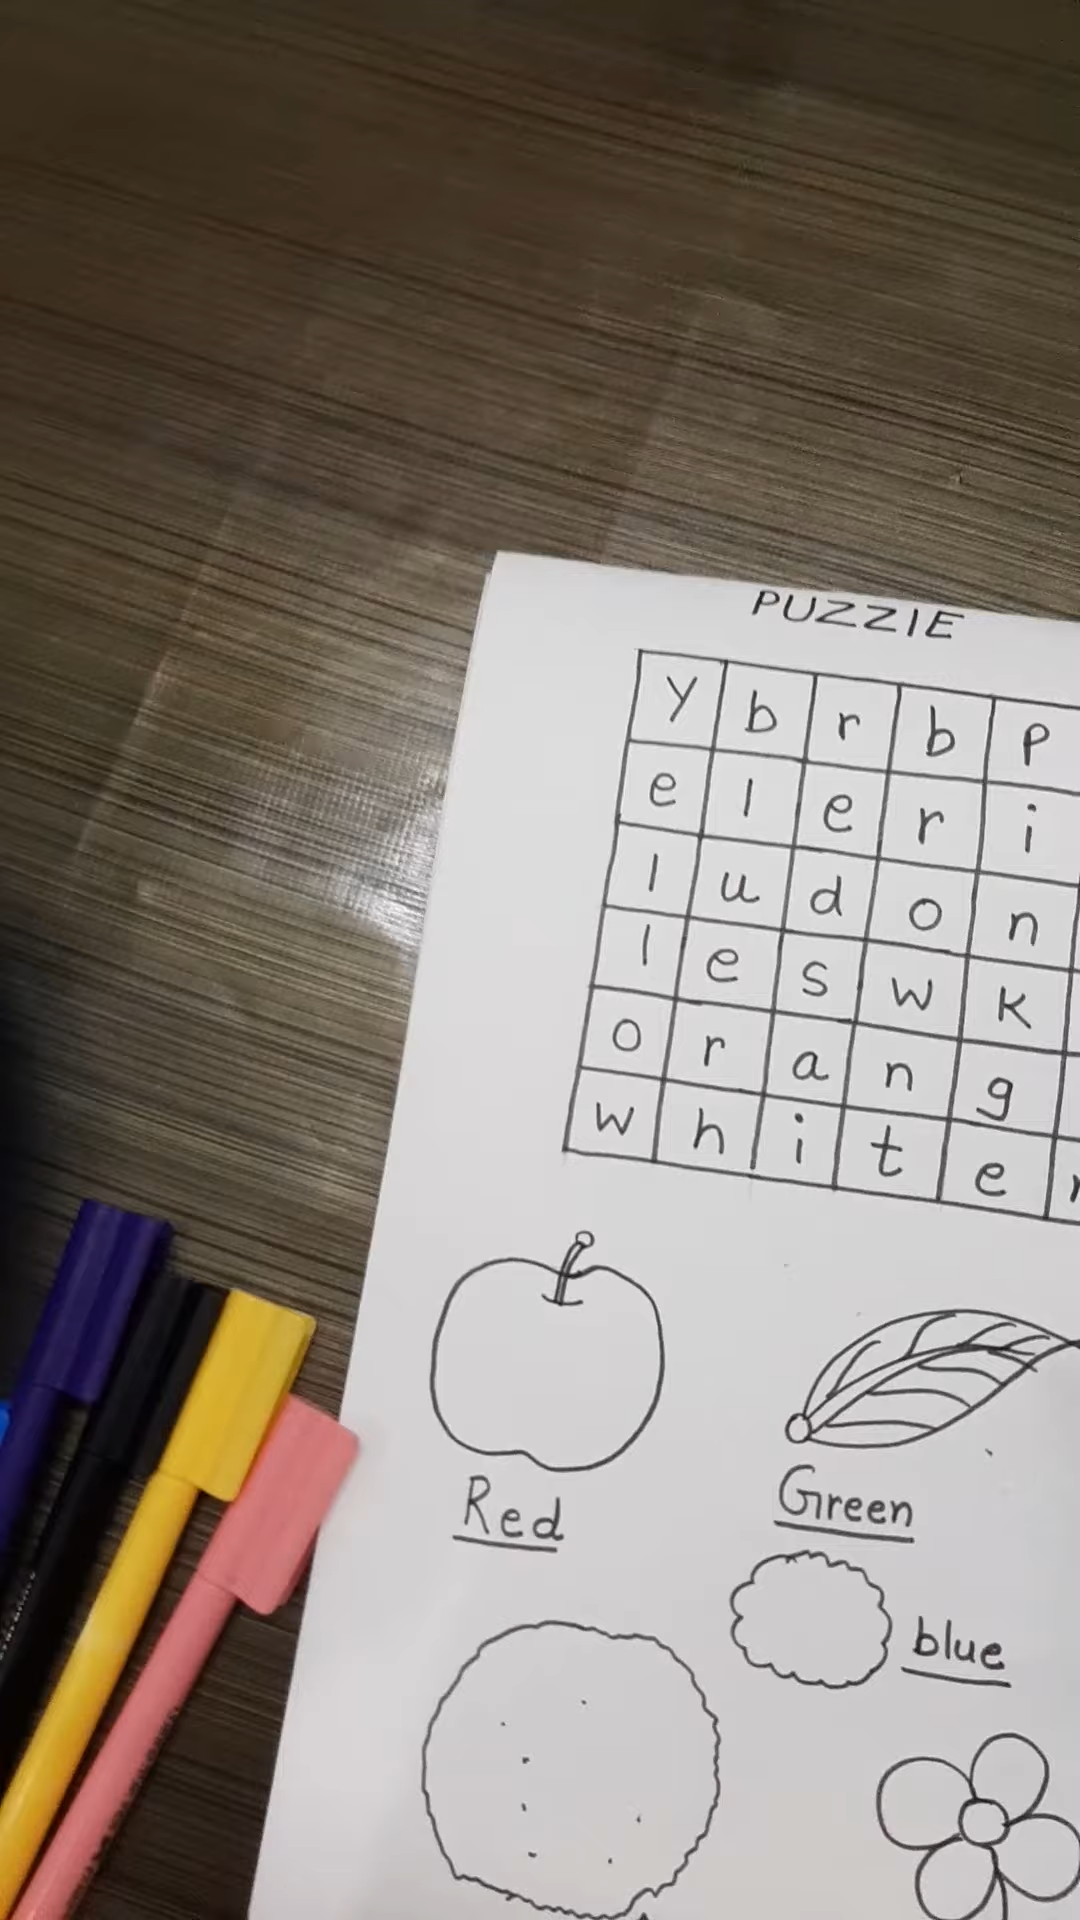 PUZZIE
y b r b P
e l e r i
l u d o n
l e s w K
o r a n g
w h i t e
Red
Green
blue